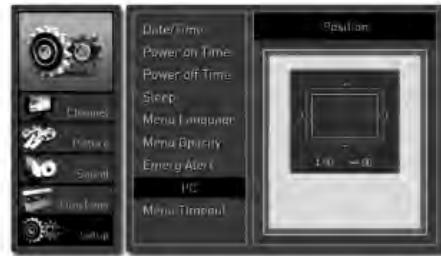 Channel
Picture
Sound
Function
Setup
Date/Time
Power on Time
Power off Time
Sleep
Menu Language
Menu Opacity
Emerg Alert
PC
Menu Timeout
Position